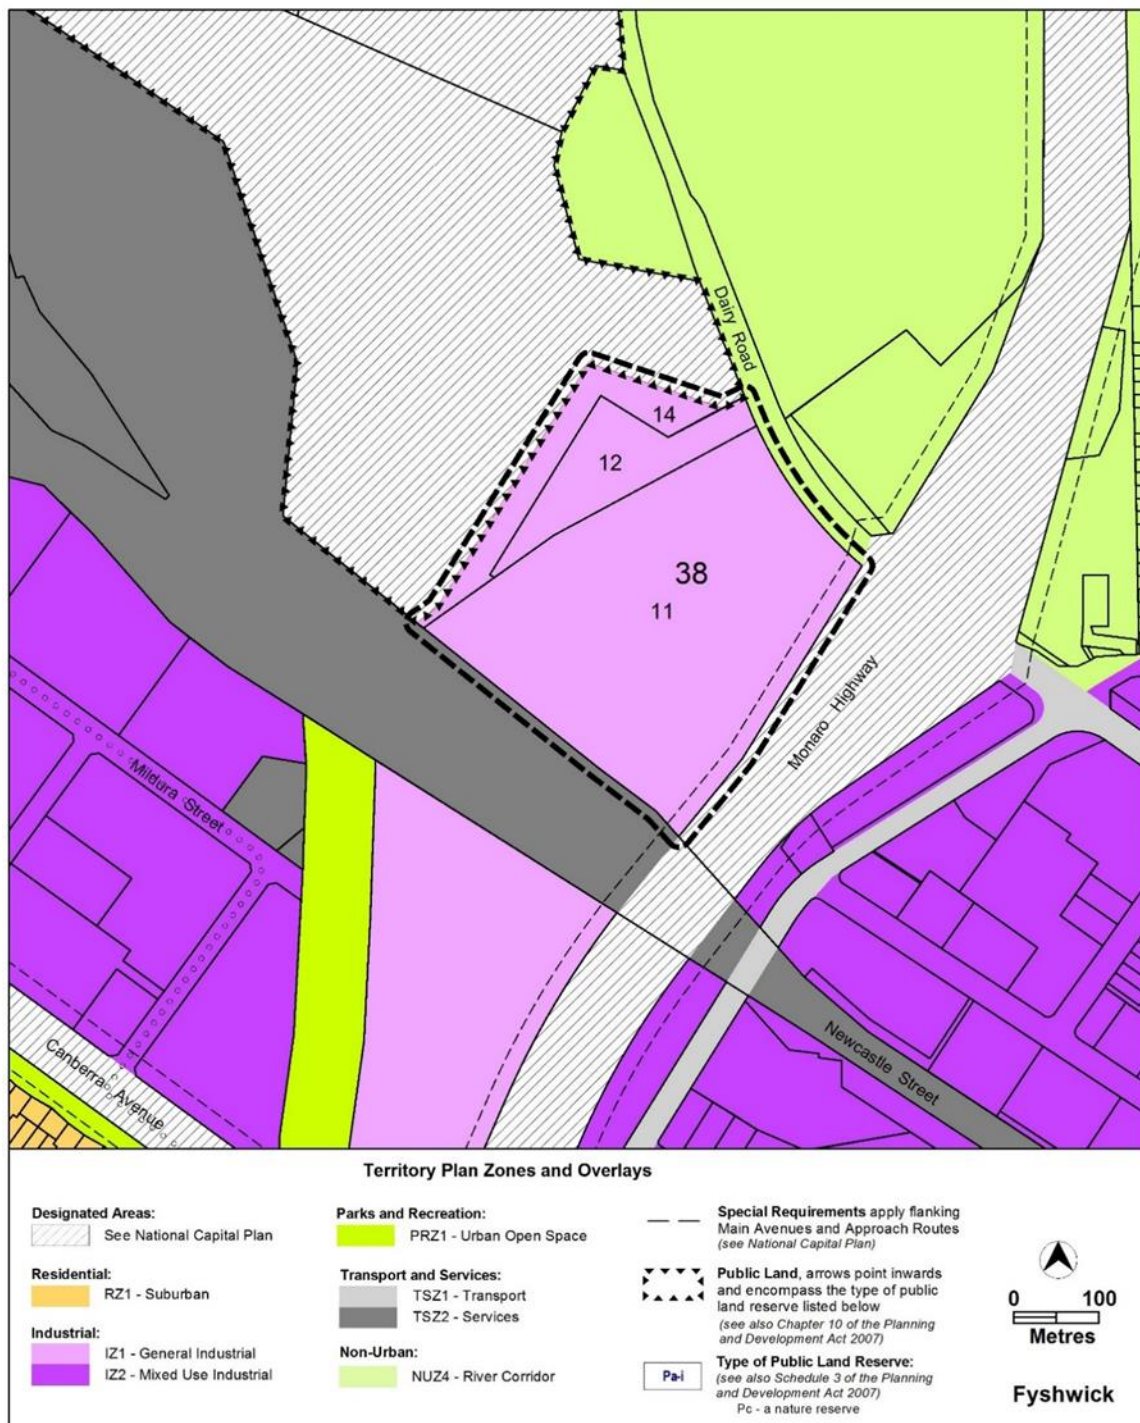 Dairy Road
14
12
38
11
Monaro Highway
Mildura Street
Newcastle Street
Canberra Avenue
Territory Plan Zones and Overlays
Designated Areas:
See National Capital Plan
Residential:
RZ1 - Suburban
Industrial:
IZ1 - General Industrial
IZ2 - Mixed Use Industrial
Parks and Recreation:
PRZ1 - Urban Open Space
Transport and Services:
TSZ1 - Transport
TSZ2 - Services
Non-Urban:
NUZ4 - River Corridor
Special Requirements apply flanking
Main Avenues and Approach Routes
(see National Capital Plan)
Public Land, arrows point inwards
and encompass the type of public
land reserve listed below
(see also Chapter 10 of the Planning
and Development Act 2007)
Pa-i
Type of Public Land Reserve:
(see also Schedule 3 of the Planning
and Development Act 2007)
Pc - a nature reserve
0 100
Metres
Fyshwick